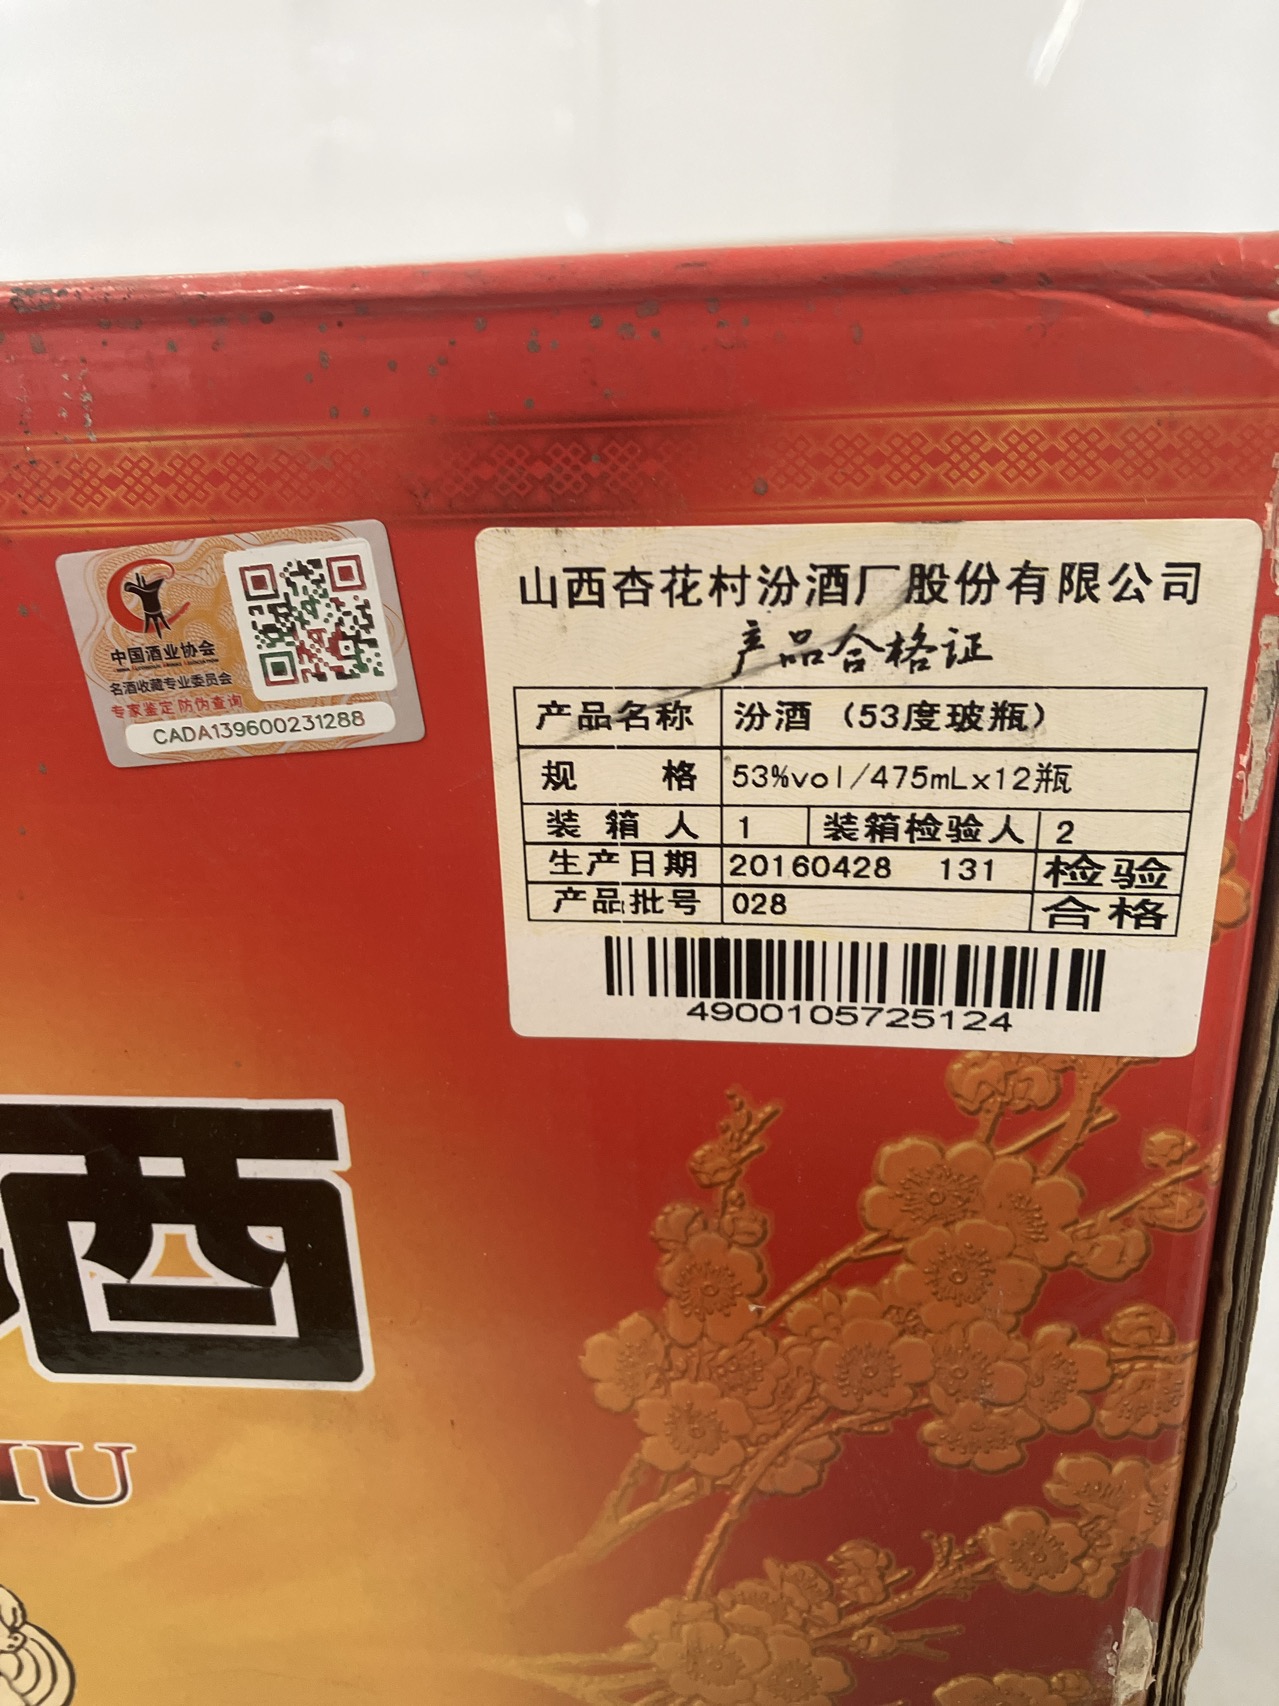 中国酒业协会
名酒收藏专业委员会
专家鉴定防伪查询
CADA139600231288
山西杏花村汾酒厂股份有限公司
产品合格证
产品名称 汾酒（53度玻瓶）
规 格 53%vol/475mLx12瓶
装箱人 1 装箱检验人 2
生产日期 20160428 131 检验
产品批号 028 合格
4900105725124
酒
IU